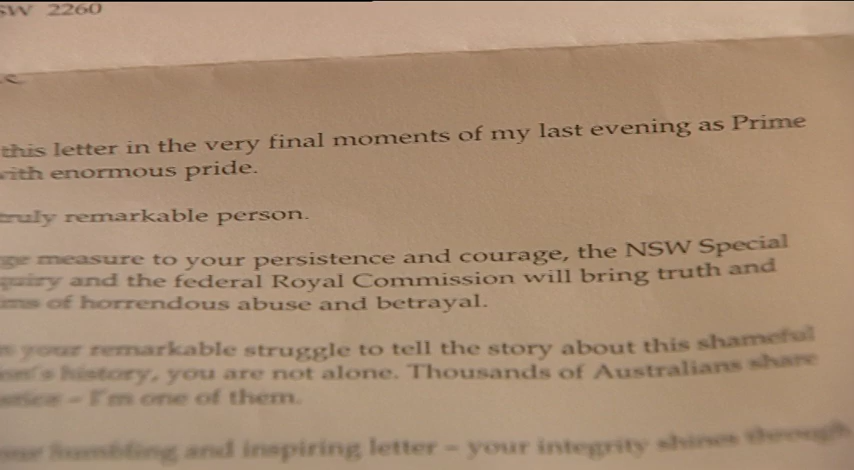 SW 2260
this letter in the very final moments of my last evening as Prime
with enormous pride.
truly remarkable person.
ge measure to your persistence and courage, the NSW Special
quiry and the federal Royal Commission will bring truth and
ims of horrendous abuse and betrayal.
your remarkable struggle to tell the story about this shameful
history, you are not alone. Thousands of Australians share
– I'm one of them.
humbling and inspiring letter – your integrity shines through